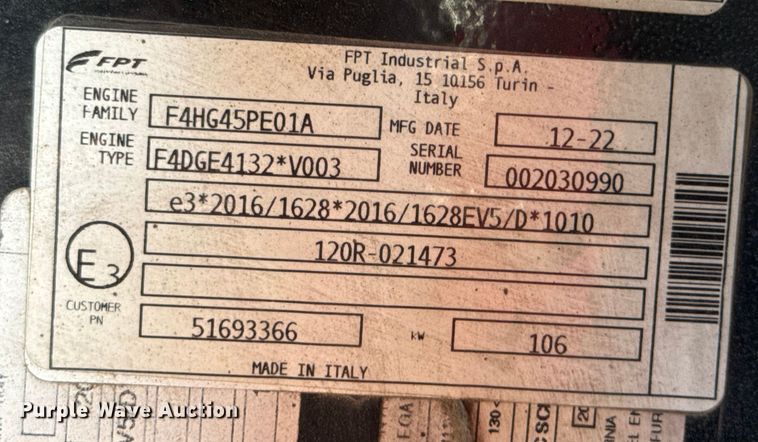 FPT
FPT Industrial S.p.A.
Via Puglia, 15 10156 Turin -
Italy
ENGINE FAMILY F4HG45PE01A
MFG DATE 12-22
ENGINE TYPE F4DGE4132*V003
SERIAL NUMBER 002030990
e3*2016/1628*2016/1628EV5/D*1010
120R-021473
E3
CUSTOMER PN 51693366
kW 106
MADE IN ITALY
Purple Wave Auction
EGA
130<